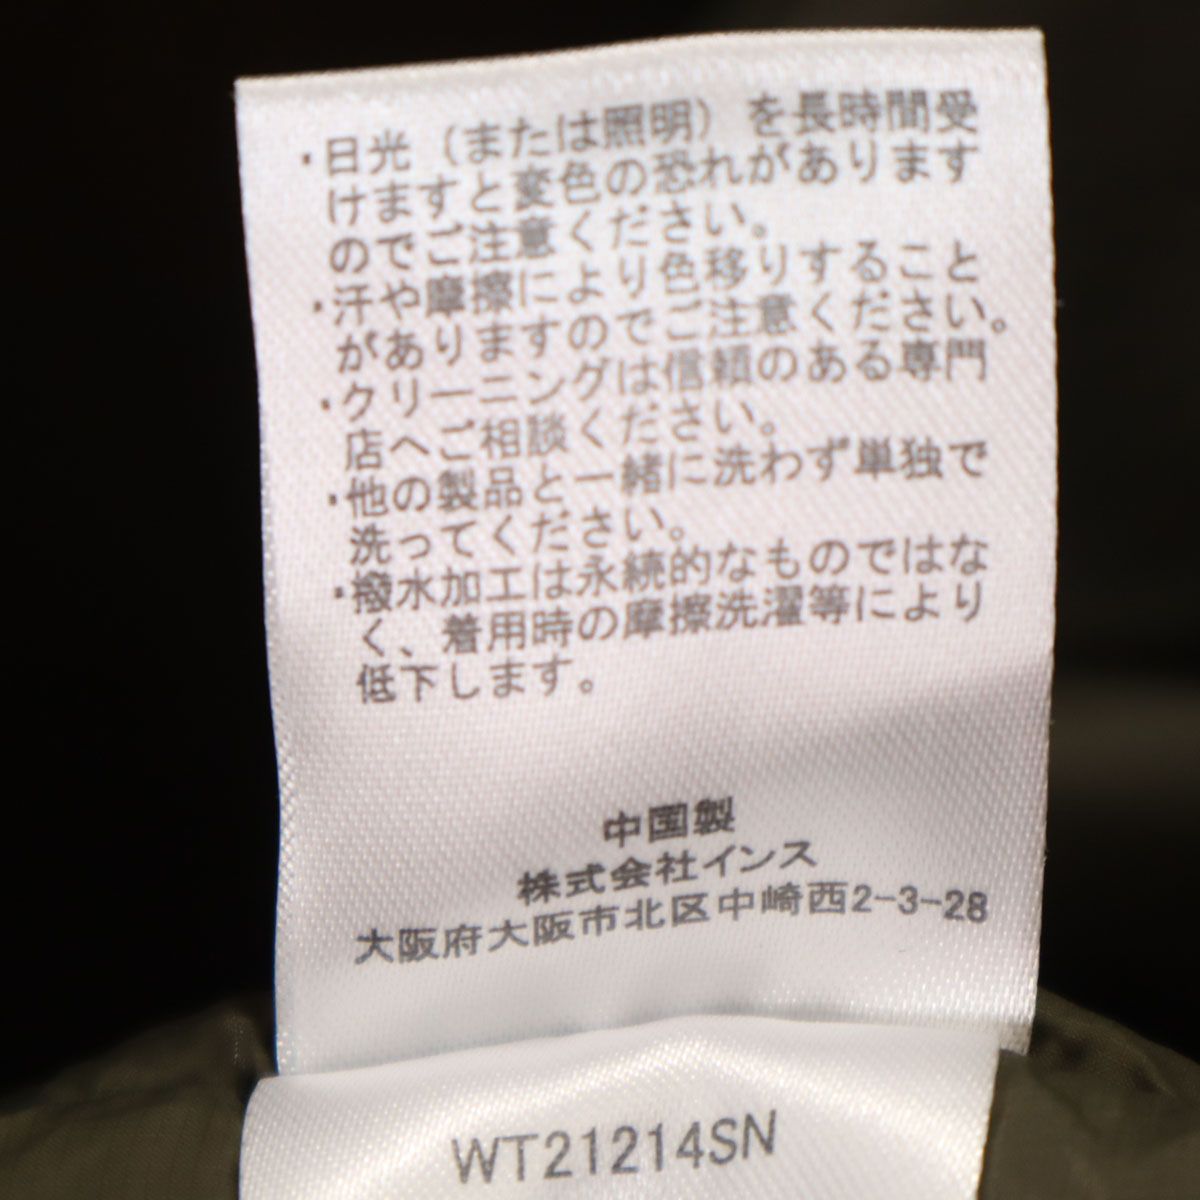 ・日光（または照明）を長時間受
けますと変色の恐れがあります
のでご注意ください。
・汗や摩擦により色移りすること
がありますのでご注意ください。
・クリーニングは信頼のある専門
店へご相談ください。
・他の製品と一緒に洗わず単独で
洗ってください。
・撥水加工は永続的なものではな
く、着用時の摩擦洗濯等により
低下します。
中国製
株式会社インス
大阪府大阪市北区中崎西2-3-28
WT21214SN